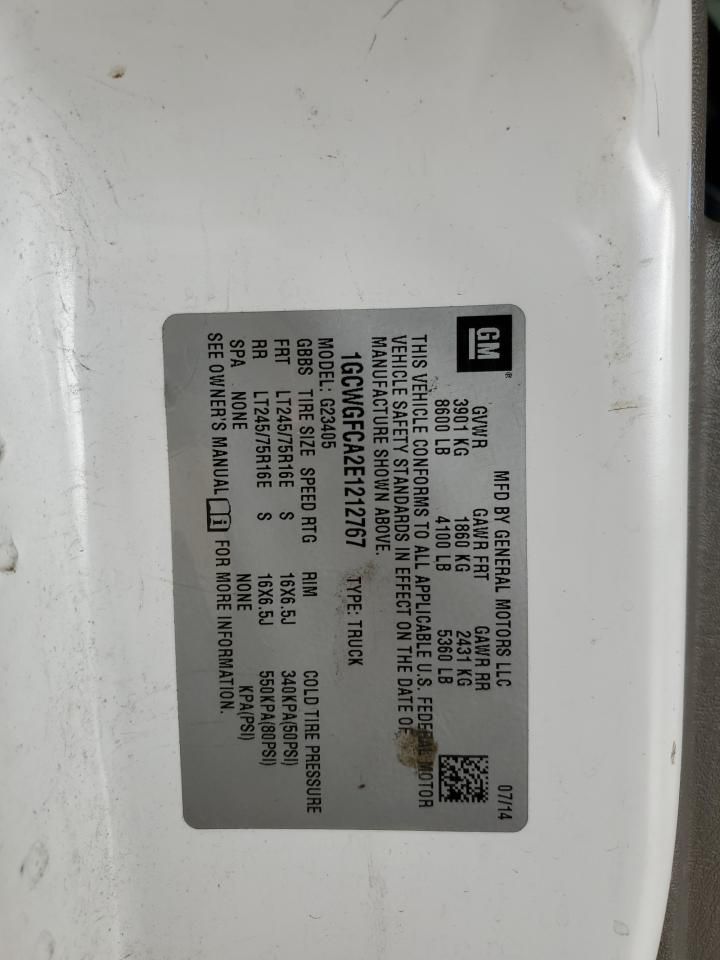 GM®
MFD BY GENERAL MOTORS LLC 07/14
GVWR GAWR FRT GAWR RR
3901 KG 1860 KG 2431 KG
8600 LB 4100 LB 5360 LB
THIS VEHICLE CONFORMS TO ALL APPLICABLE U.S. FEDERAL MOTOR
VEHICLE SAFETY STANDARDS IN EFFECT ON THE DATE OF
MANUFACTURE SHOWN ABOVE.
1GCWGFCA2E1212767 TYPE: TRUCK
MODEL: G23405
GBBS TIRE SIZE SPEED RTG RIM COLD TIRE PRESSURE
FRT LT245/75R16E S 16X6.5J 340KPA(50PSI)
RR LT245/75R16E S 16X6.5J 550KPA(80PSI)
SPA NONE NONE KPA(PSI)
SEE OWNER'S MANUAL i FOR MORE INFORMATION.